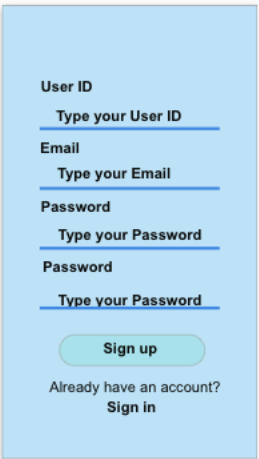 User ID
Type your User ID
Email
Type your Email
Password
Type your Password
Password
Type your Password
Sign up
Already have an account?
Sign in